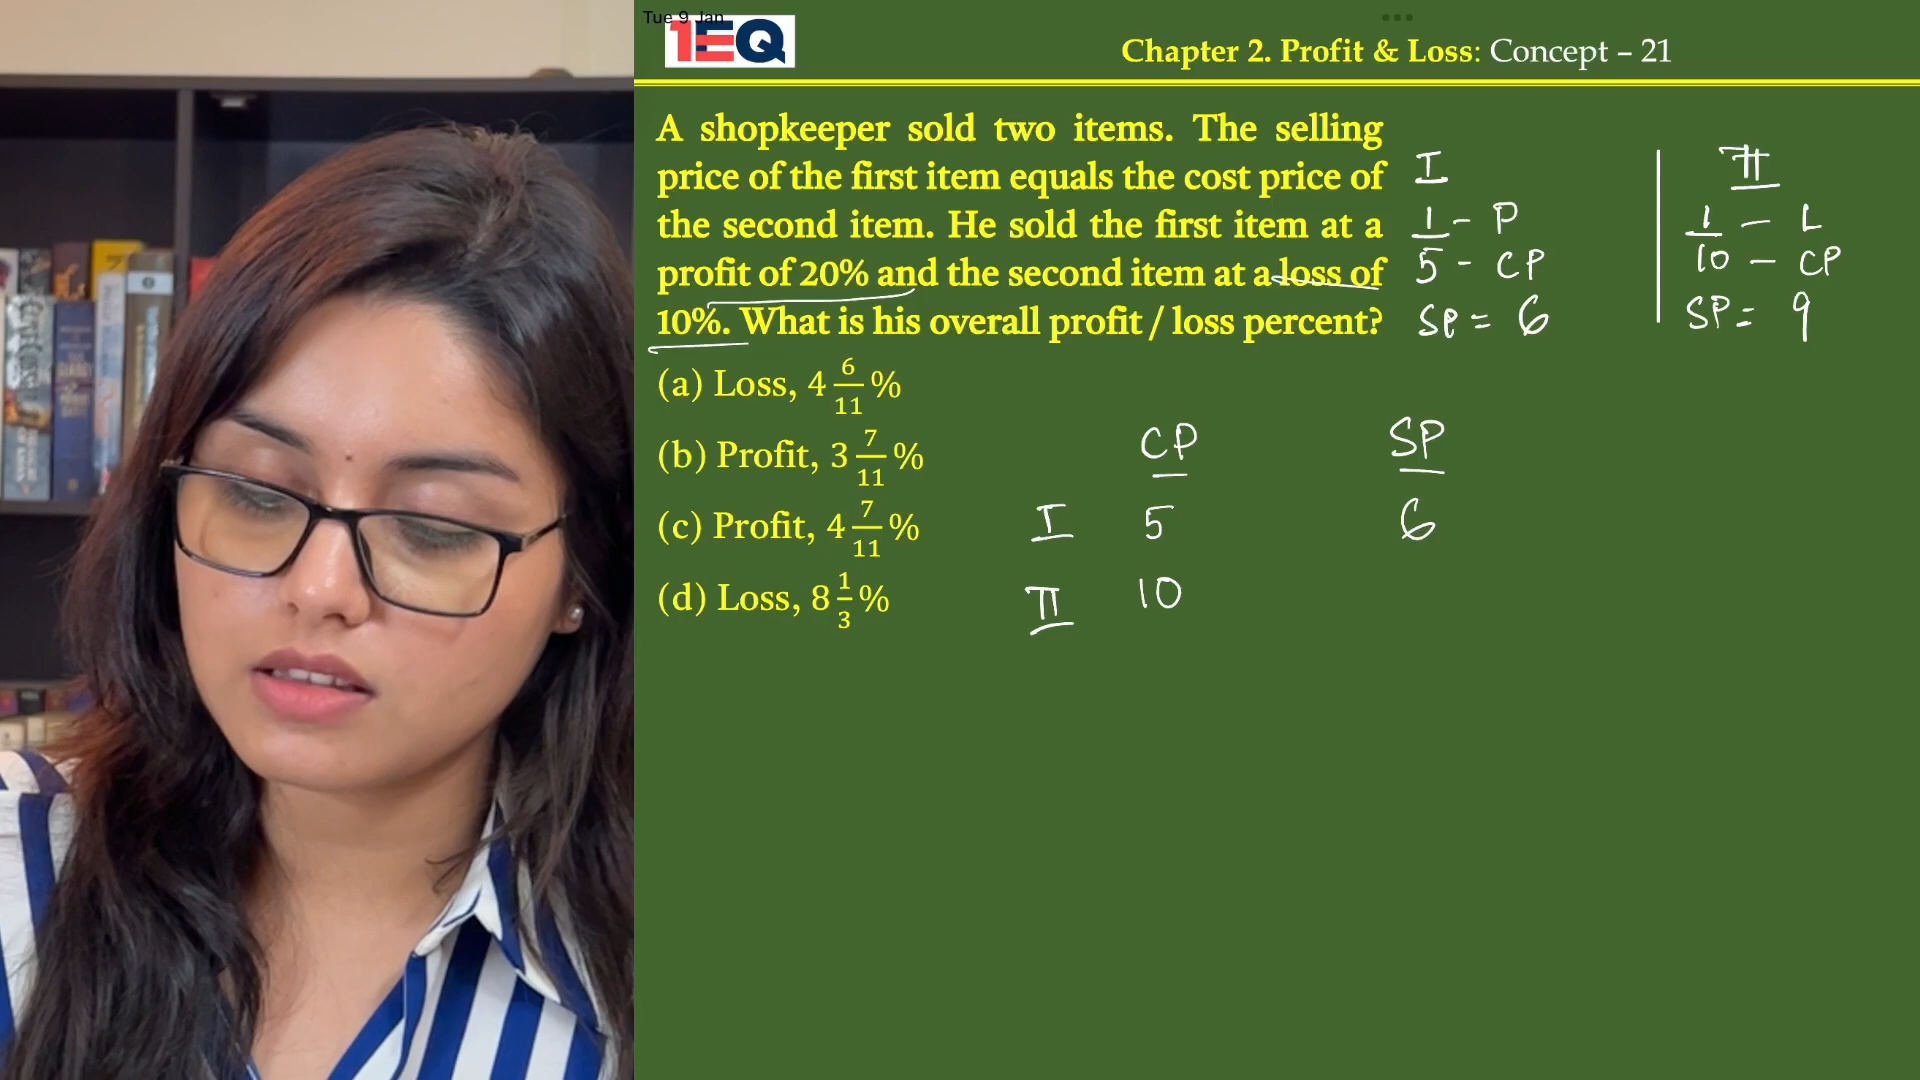 Tue 9 Jan
1EQ
Chapter 2. Profit & Loss: Concept – 21
A shopkeeper sold two items. The selling
price of the first item equals the cost price of
the second item. He sold the first item at a
profit of 20% and the second item at a loss of
10%. What is his overall profit / loss percent?
(a) Loss, 4 6/11 %
(b) Profit, 3 7/11 %
(c) Profit, 4 7/11 %
(d) Loss, 8 1/3 %
I
1 - P
5 - CP
SP = 6
II
1 — L
10 — CP
SP = 9
CP SP
I 5 6
II 10